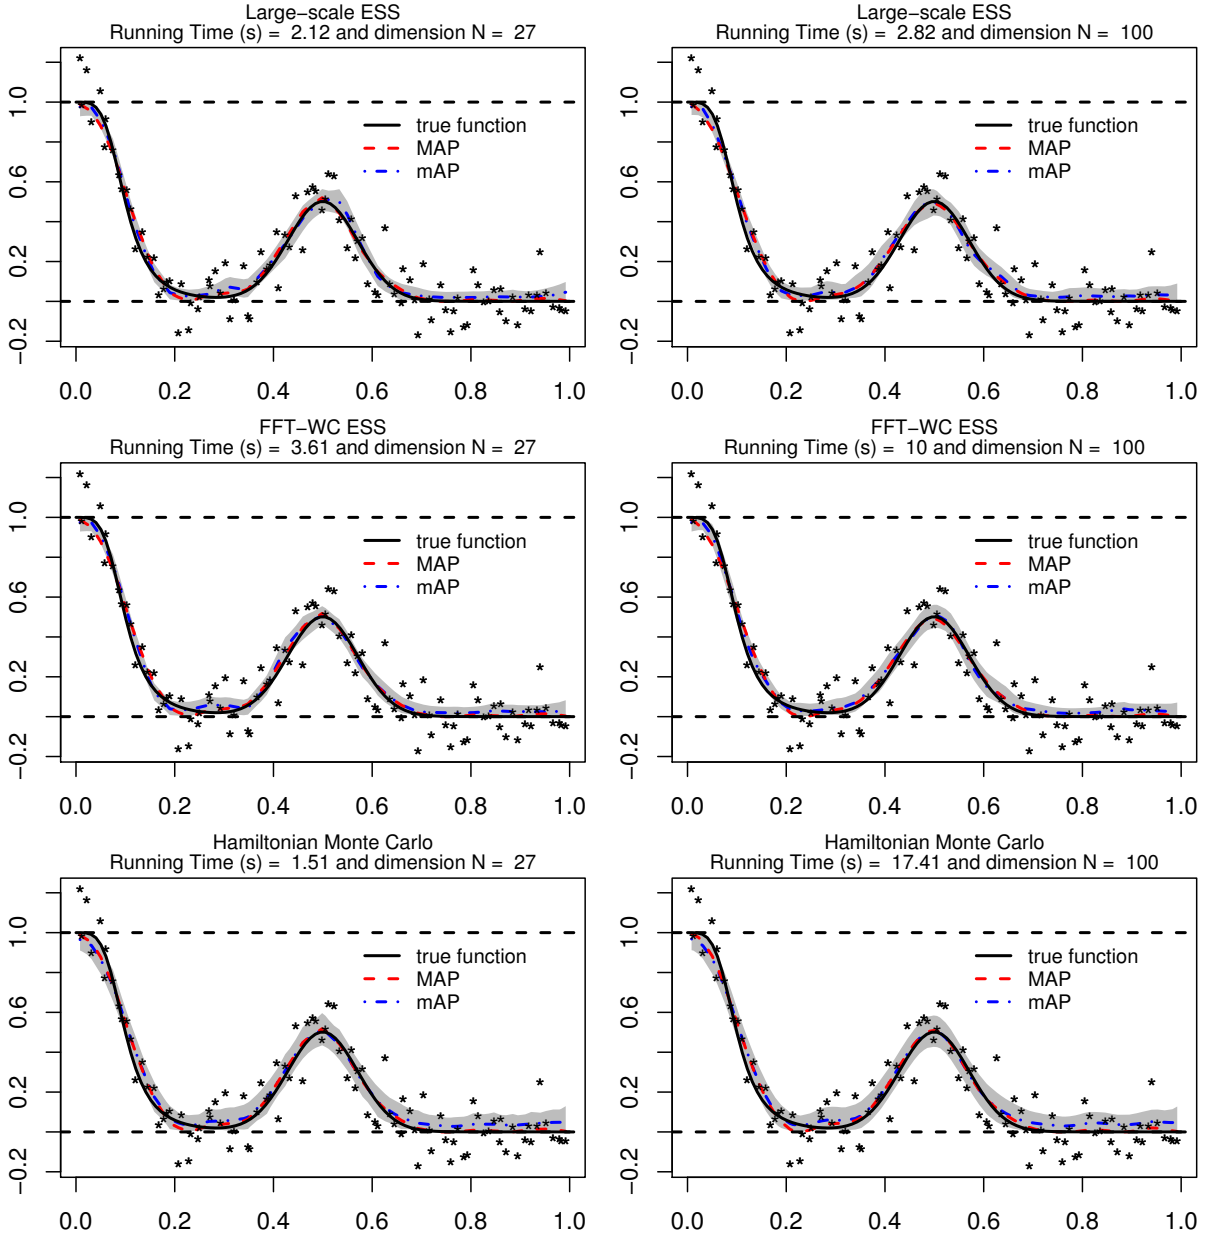 Large−scale ESS
Running Time (s) = 2.12 and dimension N = 27
true function
MAP
mAP
−0.2 0.2 0.6 1.0
0.0 0.2 0.4 0.6 0.8 1.0
Large−scale ESS
Running Time (s) = 2.82 and dimension N = 100
true function
MAP
mAP
−0.2 0.2 0.6 1.0
0.0 0.2 0.4 0.6 0.8 1.0
FFT−WC ESS
Running Time (s) = 3.61 and dimension N = 27
true function
MAP
mAP
−0.2 0.2 0.6 1.0
0.0 0.2 0.4 0.6 0.8 1.0
FFT−WC ESS
Running Time (s) = 10 and dimension N = 100
true function
MAP
mAP
−0.2 0.2 0.6 1.0
0.0 0.2 0.4 0.6 0.8 1.0
Hamiltonian Monte Carlo
Running Time (s) = 1.51 and dimension N = 27
true function
MAP
mAP
−0.2 0.2 0.6 1.0
0.0 0.2 0.4 0.6 0.8 1.0
Hamiltonian Monte Carlo
Running Time (s) = 17.41 and dimension N = 100
true function
MAP
mAP
−0.2 0.2 0.6 1.0
0.0 0.2 0.4 0.6 0.8 1.0